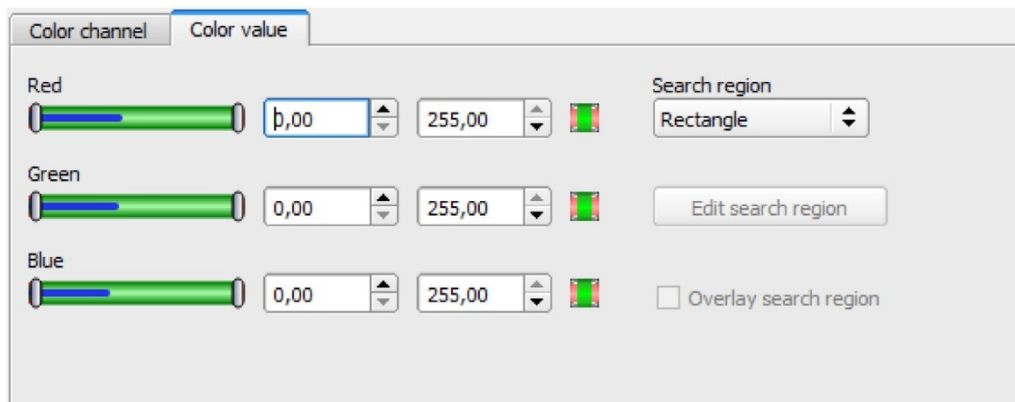 Color channel
Color value
Red
0,00
255,00
Search region
Rectangle
Green
0,00
255,00
Edit search region
Blue
0,00
255,00
Overlay search region